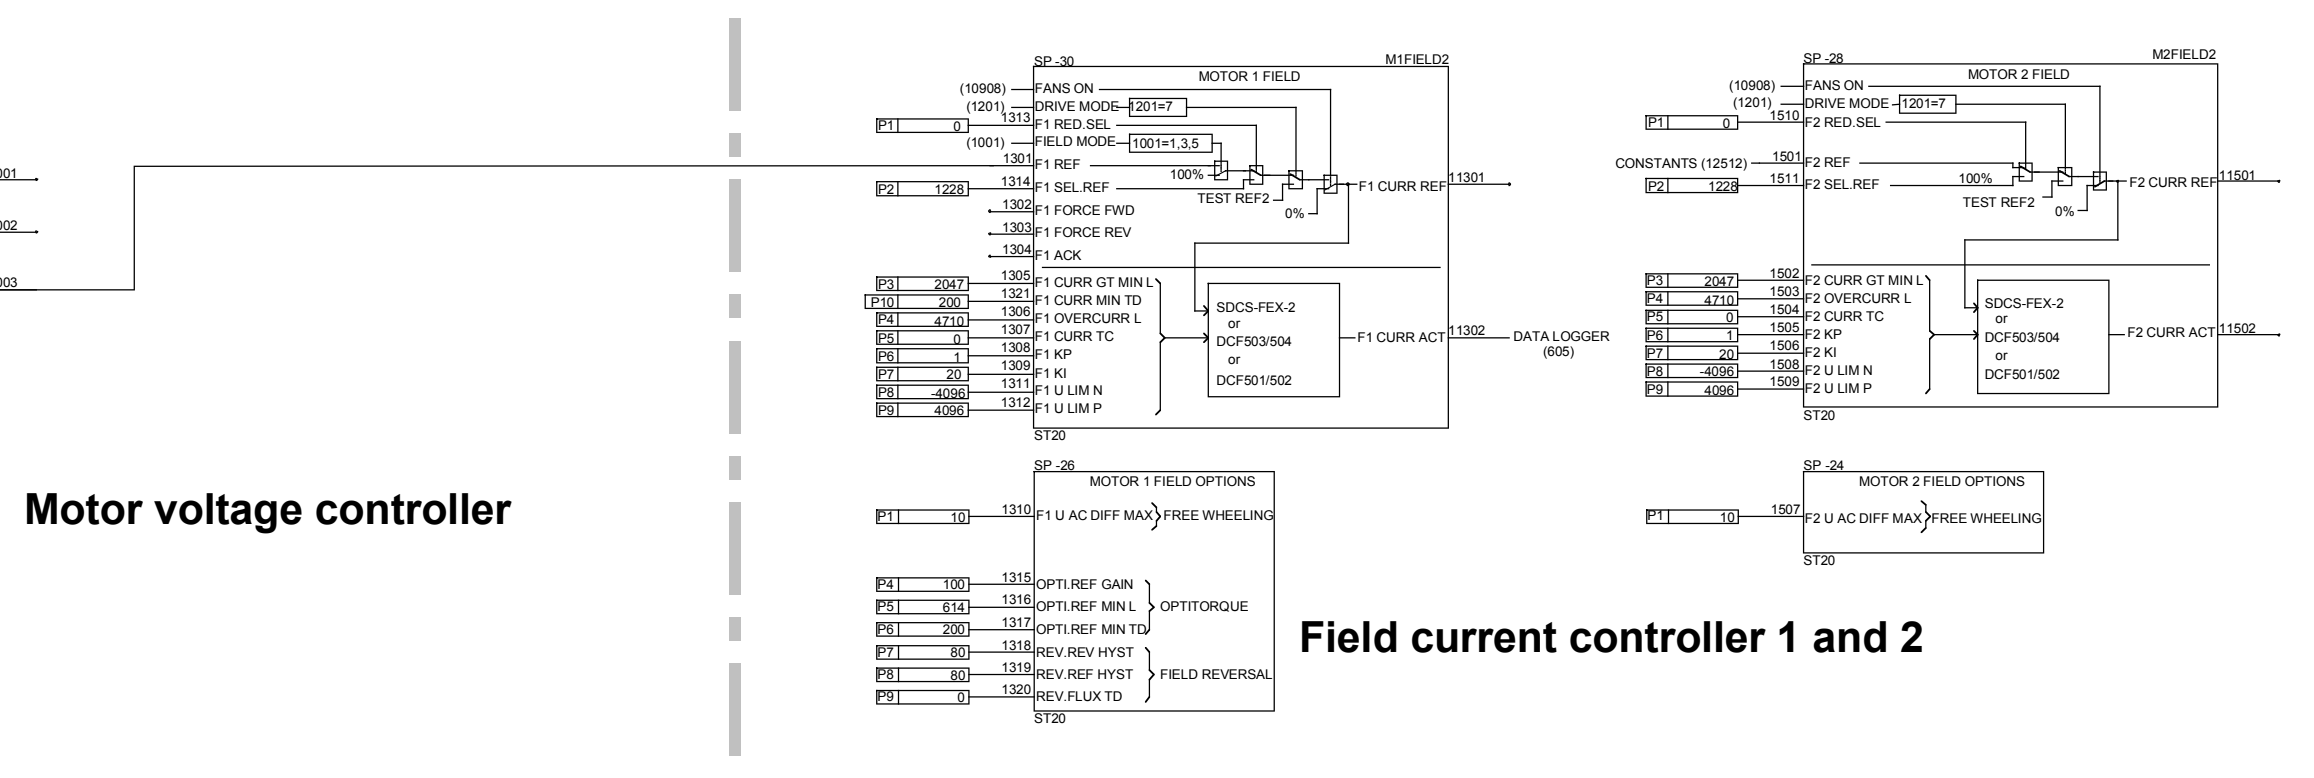 001
002
003
Motor voltage controller
SP -30 M1FIELD2
MOTOR 1 FIELD
(10908) FANS ON
(1201) DRIVE MODE 1201=7
P1 0 1313 F1 RED.SEL
(1001) FIELD MODE 1001=1,3,5
1301 F1 REF
100%
P2 1228 1314 F1 SEL.REF
TEST REF2
0%
F1 CURR REF 11301
1302 F1 FORCE FWD
1303 F1 FORCE REV
1304 F1 ACK
P3 2047 1305 F1 CURR GT MIN L
P10 200 1321 F1 CURR MIN TD
P4 4710 1306 F1 OVERCURR L
P5 0 1307 F1 CURR TC
P6 1 1308 F1 KP
P7 20 1309 F1 KI
P8 -4096 1311 F1 U LIM N
P9 4096 1312 F1 U LIM P
SDCS-FEX-2
or
DCF503/504
or
DCF501/502
F1 CURR ACT 11302 DATA LOGGER
(605)
ST20
SP -26
MOTOR 1 FIELD OPTIONS
P1 10 1310 F1 U AC DIFF MAX FREE WHEELING
P4 100 1315 OPTI.REF GAIN
P5 614 1316 OPTI.REF MIN L OPTITORQUE
P6 200 1317 OPTI.REF MIN TD
P7 80 1318 REV.REV HYST
P8 80 1319 REV.REF HYST FIELD REVERSAL
P9 0 1320 REV.FLUX TD
ST20
SP -28 M2FIELD2
MOTOR 2 FIELD
(10908) FANS ON
(1201) DRIVE MODE 1201=7
P1 0 1510 F2 RED.SEL
CONSTANTS (12512) 1501 F2 REF
P2 1228 1511 F2 SEL.REF 100%
TEST REF2
0%
F2 CURR REF 11501
P3 2047 1502 F2 CURR GT MIN L
P4 4710 1503 F2 OVERCURR L
P5 0 1504 F2 CURR TC
P6 1 1505 F2 KP
P7 20 1506 F2 KI
P8 -4096 1508 F2 U LIM N
P9 4096 1509 F2 U LIM P
SDCS-FEX-2
or
DCF503/504
or
DCF501/502
F2 CURR ACT 11502
ST20
SP -24
MOTOR 2 FIELD OPTIONS
P1 10 1507 F2 U AC DIFF MAX FREE WHEELING
ST20
Field current controller 1 and 2